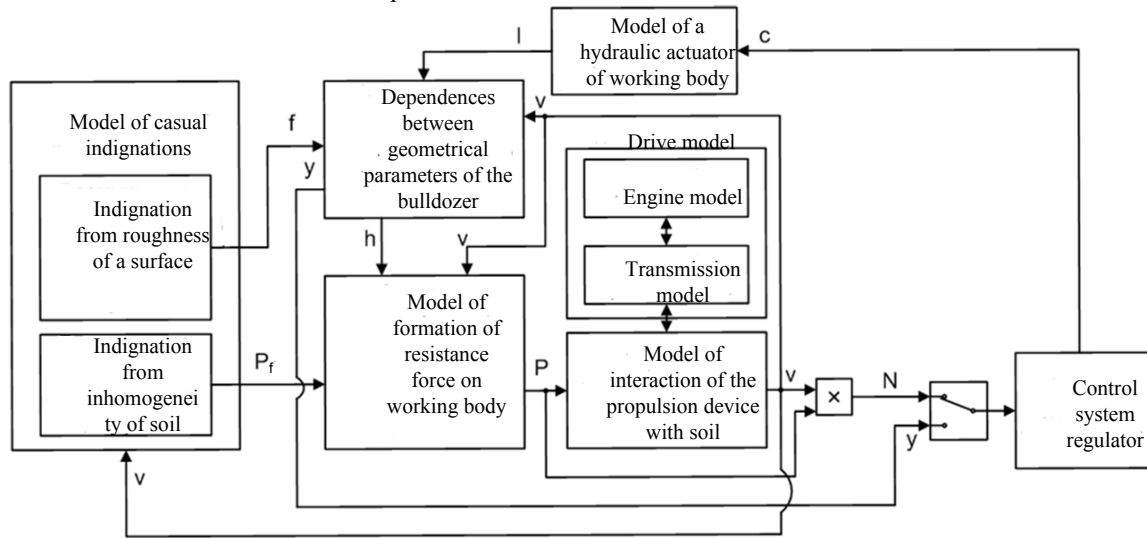 Model of a
hydraulic actuator
of working body
l
c
Model of casual
indignations
Indignation
from roughness
of a surface
Indignation
from
inhomogenei
ty of soil
f
y
Dependences
between
geometrical
parameters of the
bulldozer
v
h
v
Drive model
Engine model
Transmission
model
Pf
Model of
formation of
resistance
force on
working body
P
Model of
interaction of the
propulsion device
with soil
v
×
N
y
Control
system
regulator
v